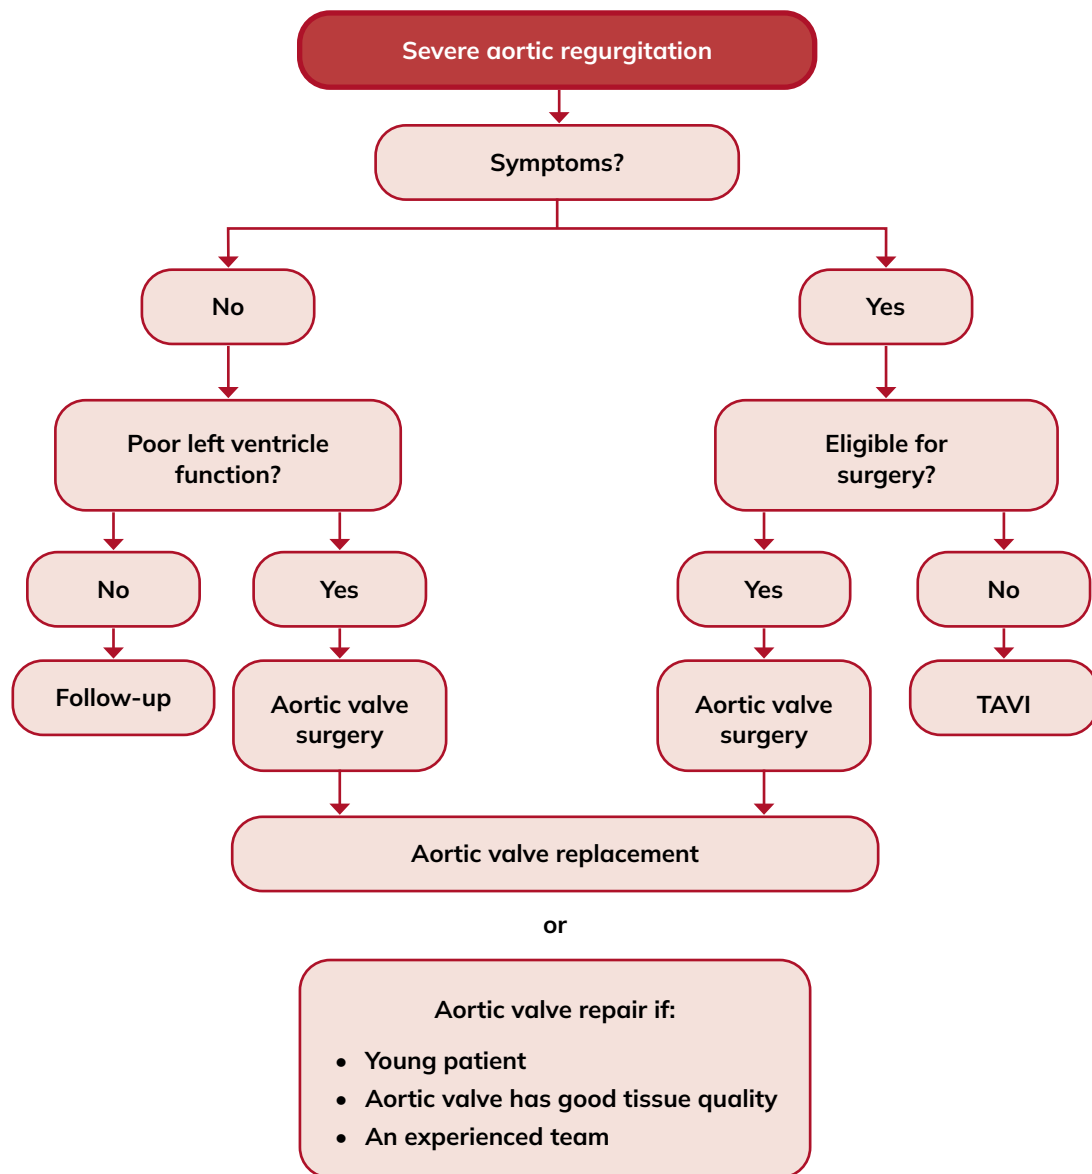 Severe aortic regurgitation
Symptoms?
No
Yes
Poor left ventricle
function?
Eligible for
surgery?
No
Yes
Yes
No
Follow-up
Aortic valve
surgery
Aortic valve
surgery
TAVI
Aortic valve replacement
or
Aortic valve repair if:
• Young patient
• Aortic valve has good tissue quality
• An experienced team